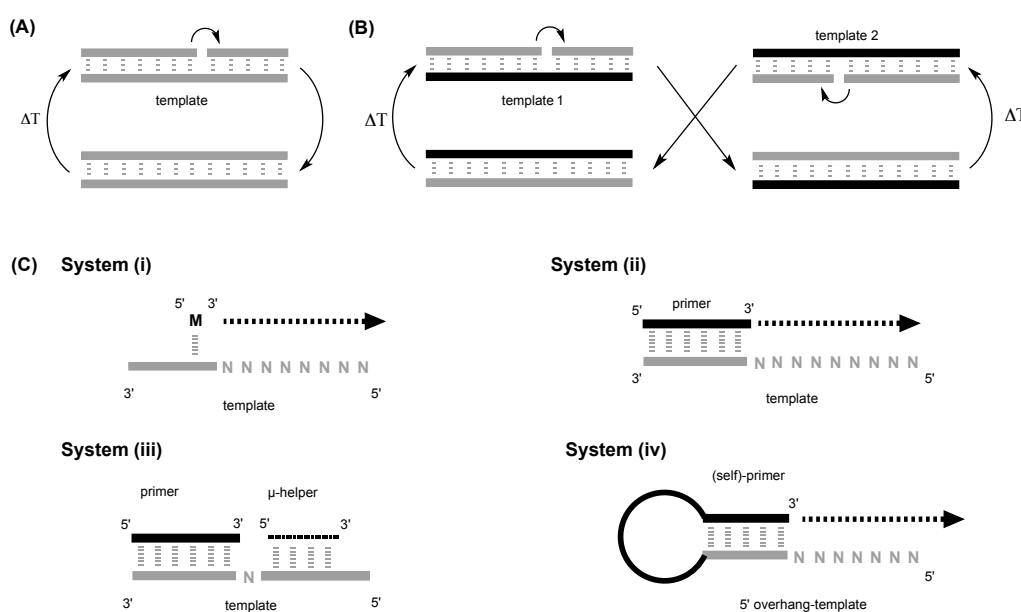 (A)
ΔT
template
(B)
ΔT
template 1
template 2
ΔT
(C) System (i)
5' 3'
M
N N N N N N N
3' 5'
template
System (ii)
primer
5' 3'
N N N N N N N N
3' 5'
template
System (iii)
primer μ-helper
5' 3' 5' 3'
N
3' template 5'
System (iv)
(self)-primer
3'
N N N N N N N
5'
5' overhang-template